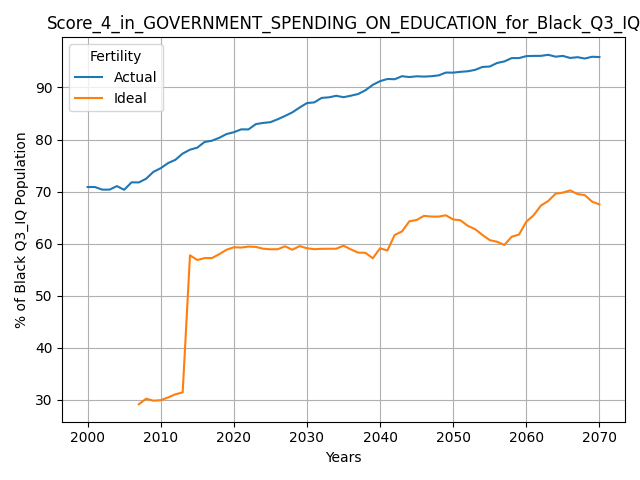 Score_4_in_GOVERNMENT_SPENDING_ON_EDUCATION_for_Black_Q3_IQ
Fertility
Actual
Ideal
% of Black Q3_IQ Population
90
80
70
60
50
40
30
2000 2010 2020 2030 2040 2050 2060 2070
Years